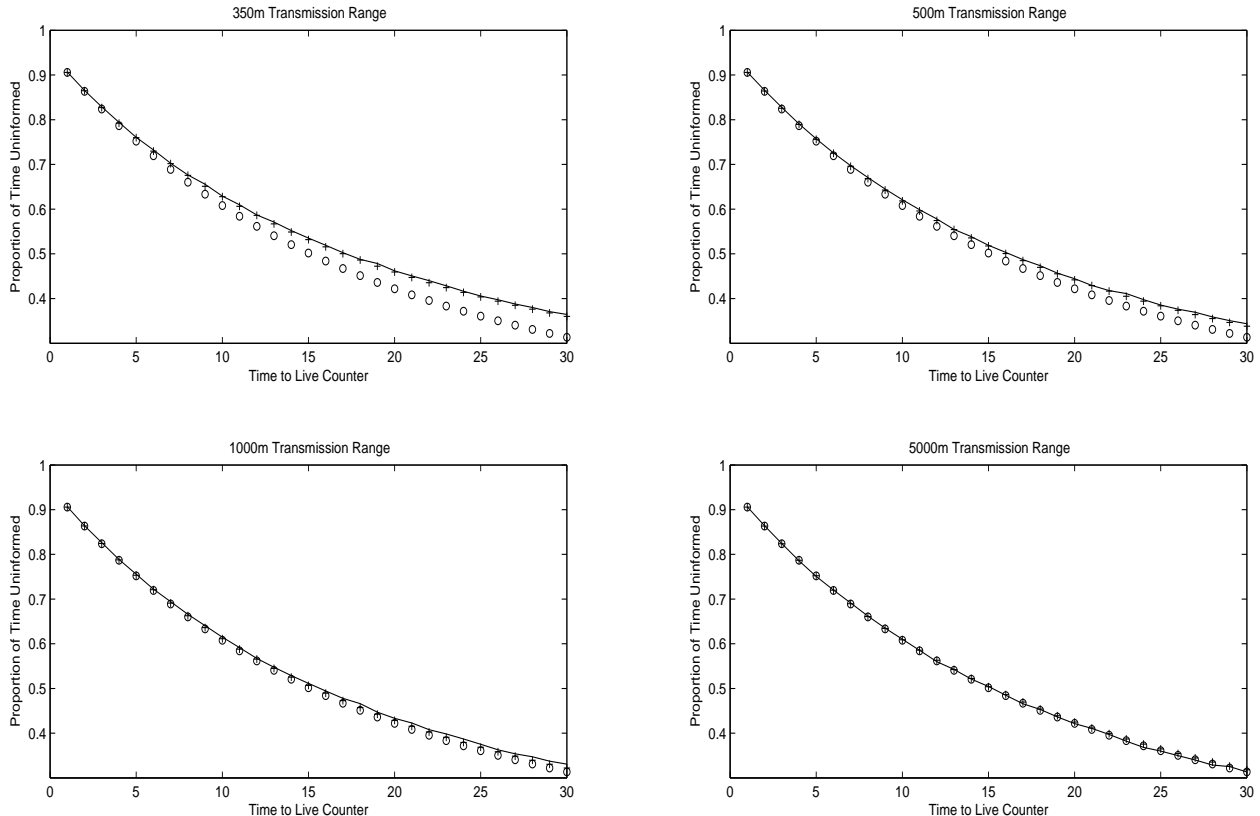 350m Transmission Range
1
0.9
0.8
0.7
0.6
0.5
0.4
Proportion of Time Uninformed
0 5 10 15 20 25 30
Time to Live Counter
500m Transmission Range
1
0.9
0.8
0.7
0.6
0.5
0.4
Proportion of Time Uninformed
0 5 10 15 20 25 30
Time to Live Counter
1000m Transmission Range
1
0.9
0.8
0.7
0.6
0.5
0.4
Proportion of Time Uninformed
0 5 10 15 20 25 30
Time to Live Counter
5000m Transmission Range
1
0.9
0.8
0.7
0.6
0.5
0.4
Proportion of Time Uninformed
0 5 10 15 20 25 30
Time to Live Counter